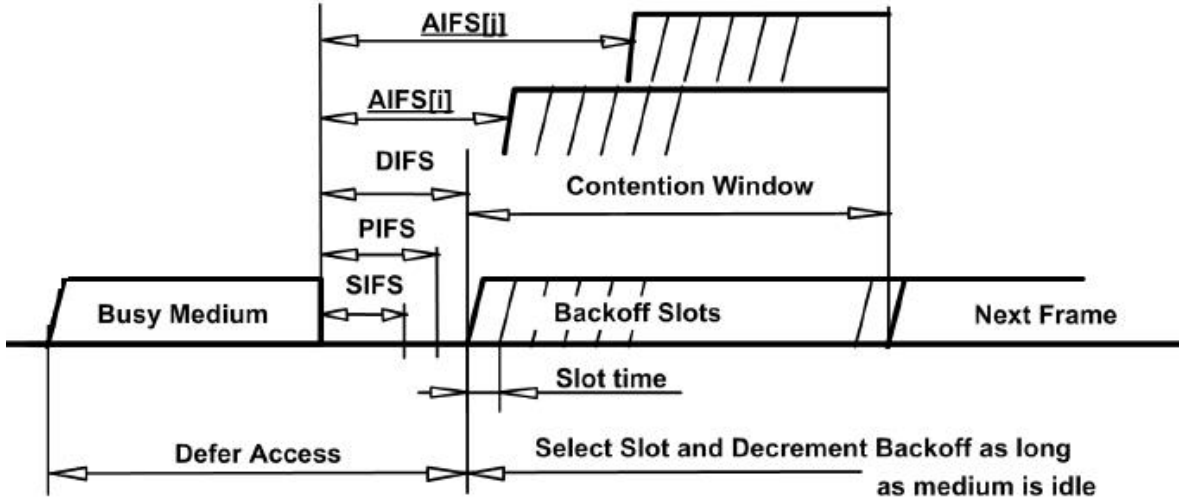 AIFS[j]
AIFS[i]
DIFS
Contention Window
PIFS
SIFS
Busy Medium
Backoff Slots
Next Frame
Slot time
Defer Access
Select Slot and Decrement Backoff as long
as medium is idle